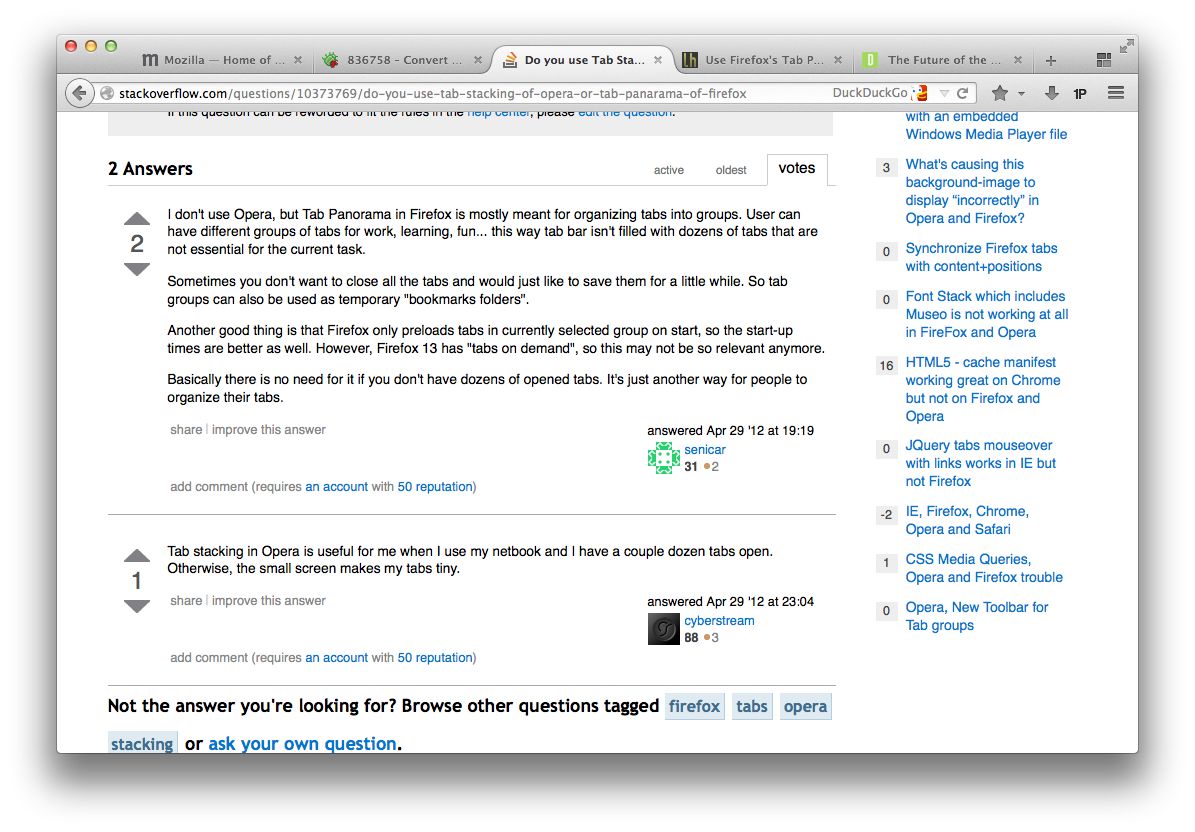 Mozilla — Home of ...
836758 - Convert ...
Do you use Tab Sta...
Use Firefox's Tab P...
The Future of the ...
stackoverflow.com/questions/10373769/do-you-use-tab-stacking-of-opera-or-tab-panarama-of-firefox
DuckDuckGo
1P
If this question can be reworded to fit the rules in the help center, please edit the question.
2 Answers
active oldest votes
2
I don't use Opera, but Tab Panorama in Firefox is mostly meant for organizing tabs into groups. User can
have different groups of tabs for work, learning, fun... this way tab bar isn't filled with dozens of tabs that are
not essential for the current task.
Sometimes you don't want to close all the tabs and would just like to save them for a little while. So tab
groups can also be used as temporary "bookmarks folders".
Another good thing is that Firefox only preloads tabs in currently selected group on start, so the start-up
times are better as well. However, Firefox 13 has "tabs on demand", so this may not be so relevant anymore.
Basically there is no need for it if you don't have dozens of opened tabs. It's just another way for people to
organize their tabs.
share | improve this answer
answered Apr 29 '12 at 19:19
senicar
31 ●2
add comment (requires an account with 50 reputation)
1
Tab stacking in Opera is useful for me when I use my netbook and I have a couple dozen tabs open.
Otherwise, the small screen makes my tabs tiny.
share | improve this answer
answered Apr 29 '12 at 23:04
cyberstream
88 ●3
add comment (requires an account with 50 reputation)
Not the answer you're looking for? Browse other questions tagged firefox tabs opera
stacking or ask your own question.
with an embedded
Windows Media Player file
3 What's causing this
background-image to
display “incorrectly” in
Opera and Firefox?
0 Synchronize Firefox tabs
with content+positions
0 Font Stack which includes
Museo is not working at all
in FireFox and Opera
16 HTML5 - cache manifest
working great on Chrome
but not on Firefox and
Opera
0 JQuery tabs mouseover
with links works in IE but
not Firefox
-2 IE, Firefox, Chrome,
Opera and Safari
1 CSS Media Queries,
Opera and Firefox trouble
0 Opera, New Toolbar for
Tab groups